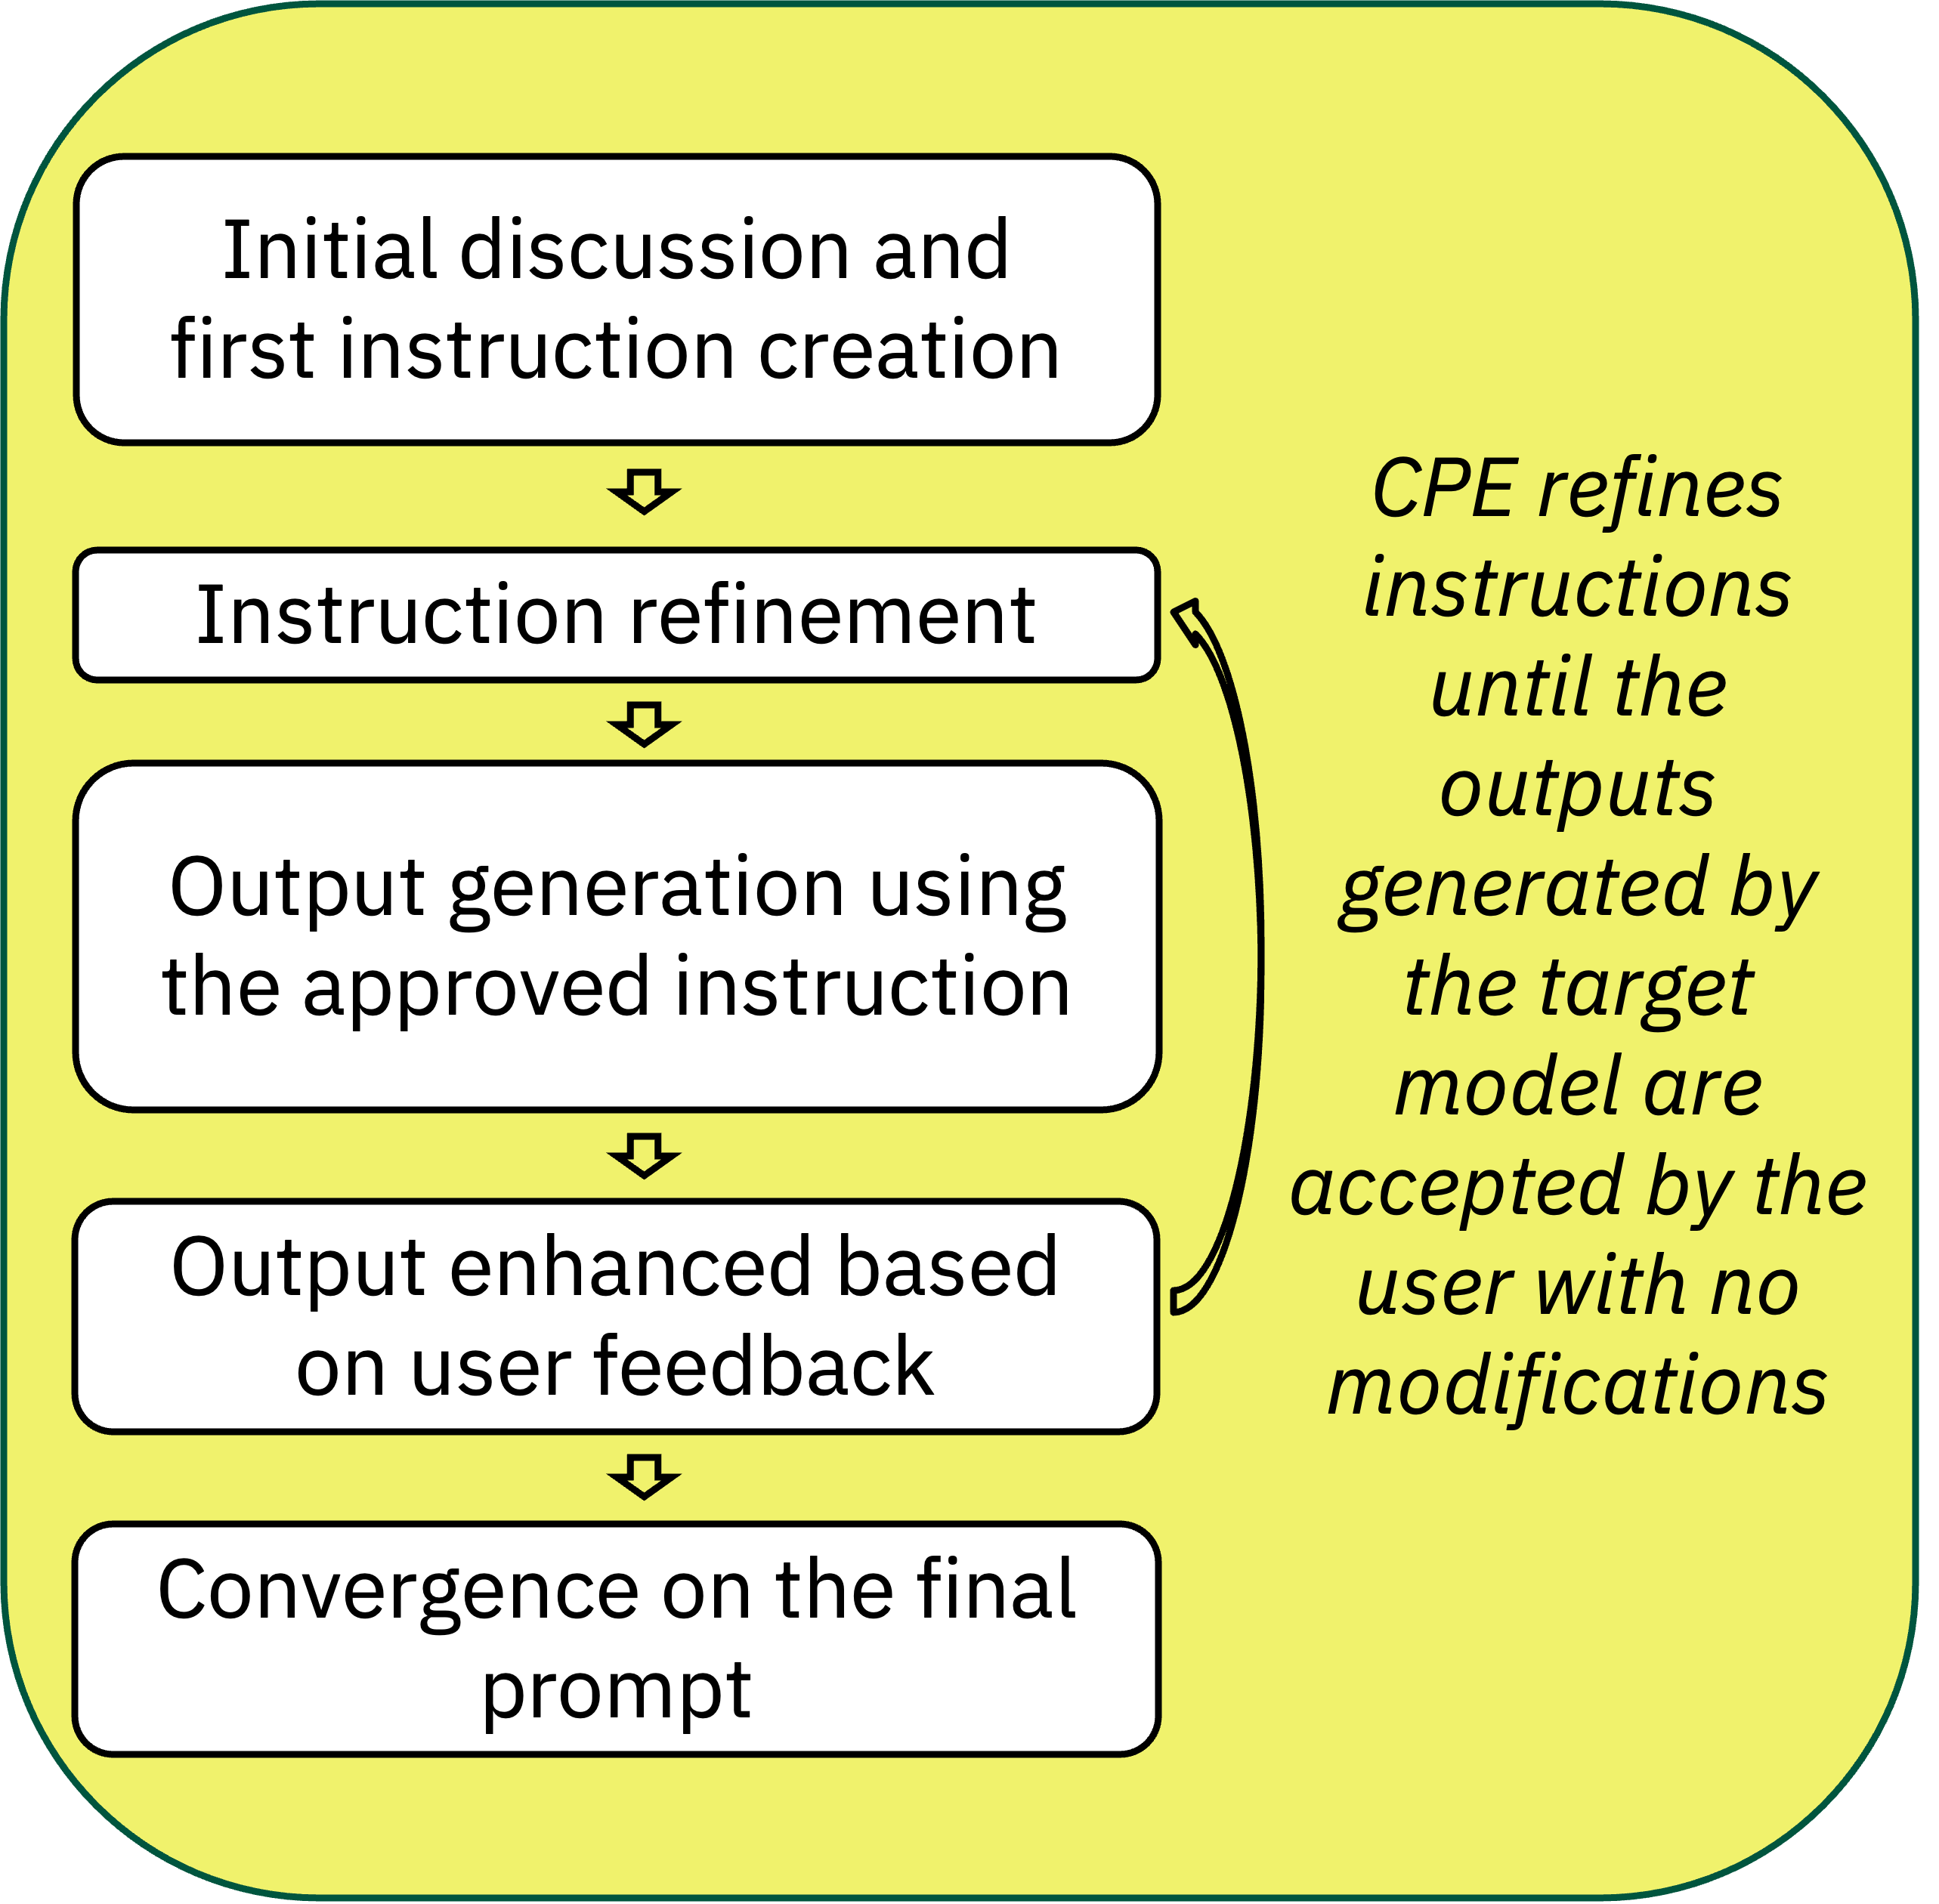 Initial discussion and
first instruction creation
Instruction refinement
Output generation using
the approved instruction
Output enhanced based
on user feedback
Convergence on the final
prompt
CPE refines
instructions
until the
outputs
generated by
the target
model are
accepted by the
user with no
modifications